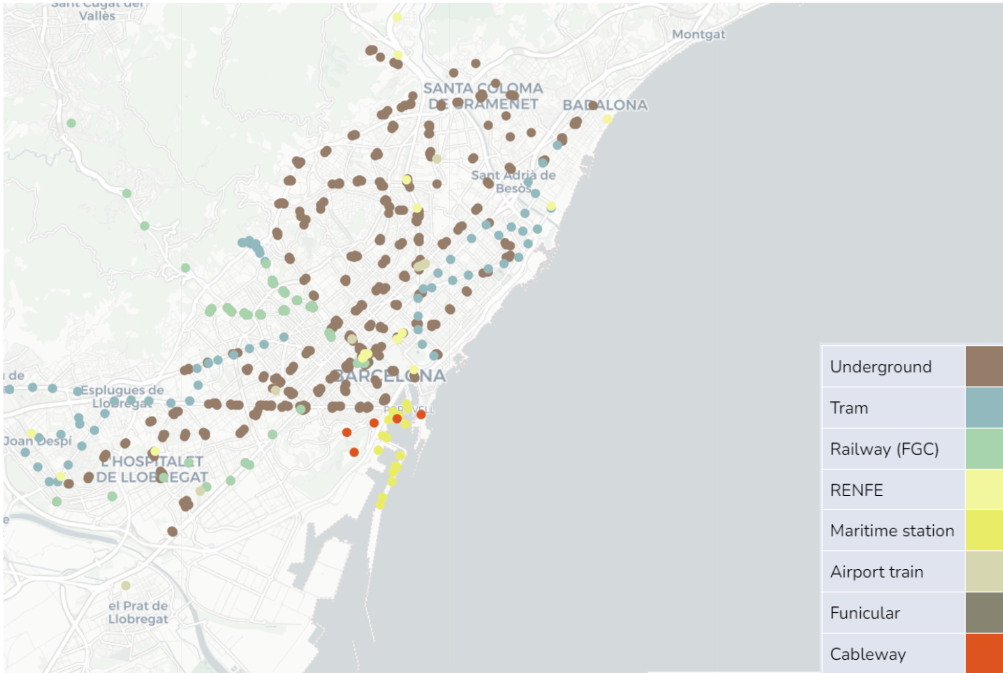 Sant Cugat del
Vallès
Montgat
SANTA COLOMA
DE GRAMENET
BADALONA
Sant Adrià de
Besòs
BARCELONA
Esplugues de
Llobregat
Joan Despí
L'HOSPITALET
DE LLOBREGAT
el Prat de
Llobregat
Underground
Tram
Railway (FGC)
RENFE
Maritime station
Airport train
Funicular
Cableway